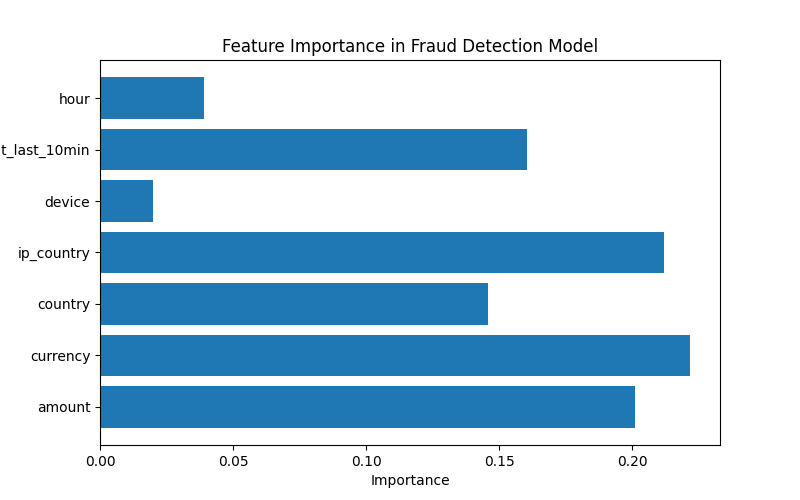 Feature Importance in Fraud Detection Model
hour
t_last_10min
device
ip_country
country
currency
amount
0.00 0.05 0.10 0.15 0.20
Importance